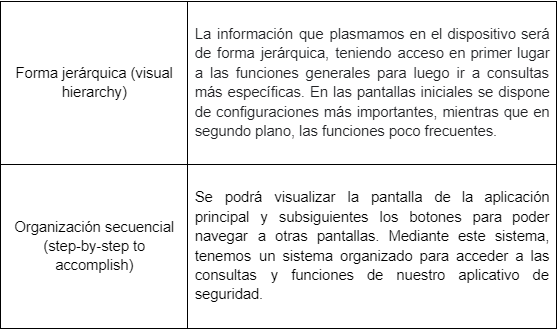 Forma jerárquica (visual
hierarchy)
La información que plasmamos en el dispositivo será
de forma jerárquica, teniendo acceso en primer lugar
a las funciones generales para luego ir a consultas
más específicas. En las pantallas iniciales se dispone
de configuraciones más importantes, mientras que en
segundo plano, las funciones poco frecuentes.
Organización secuencial
(step-by-step to
accomplish)
Se podrá visualizar la pantalla de la aplicación
principal y subsiguientes los botones para poder
navegar a otras pantallas. Mediante este sistema,
tenemos un sistema organizado para acceder a las
consultas y funciones de nuestro aplicativo de
seguridad.